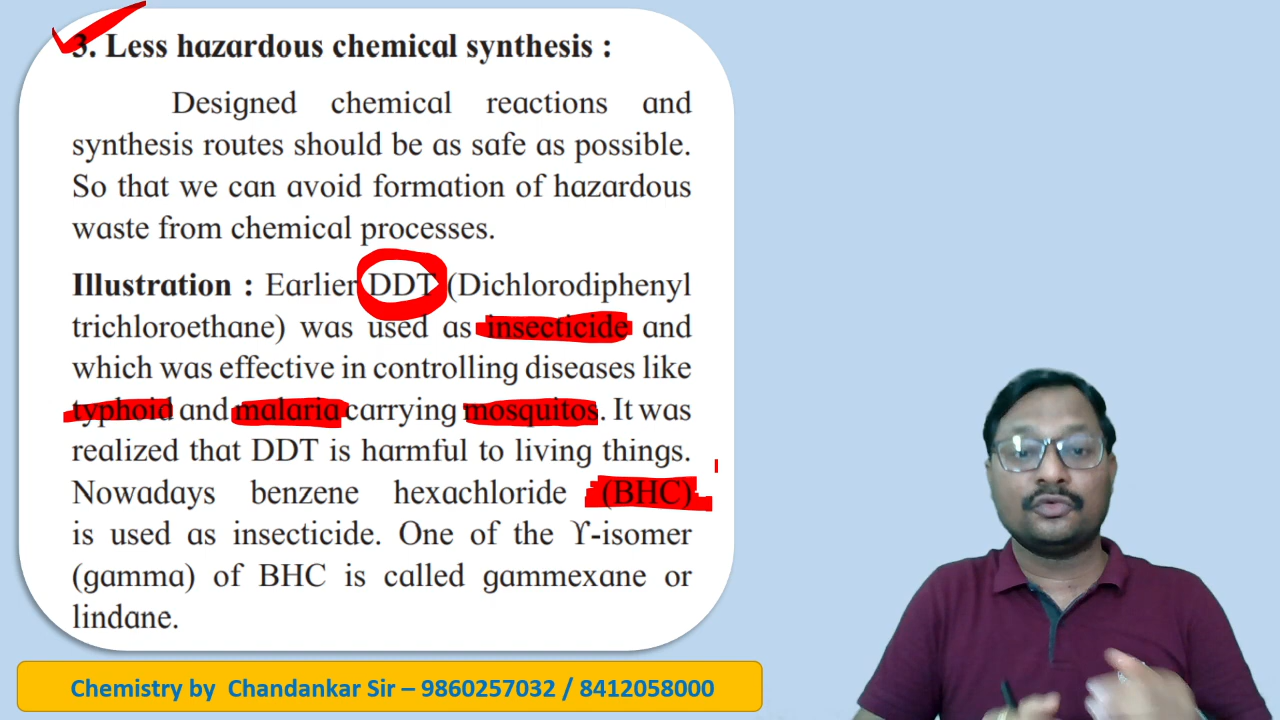 3. Less hazardous chemical synthesis :
Designed chemical reactions and
synthesis routes should be as safe as possible.
So that we can avoid formation of hazardous
waste from chemical processes.
Illustration : Earlier DDT (Dichlorodiphenyl
trichloroethane) was used as insecticide and
which was effective in controlling diseases like
typhoid and malaria carrying mosquitos. It was
realized that DDT is harmful to living things.
Nowadays benzene hexachloride (BHC)
is used as insecticide. One of the ϒ-isomer
(gamma) of BHC is called gammexane or
lindane.
Chemistry by Chandankar Sir – 9860257032 / 8412058000